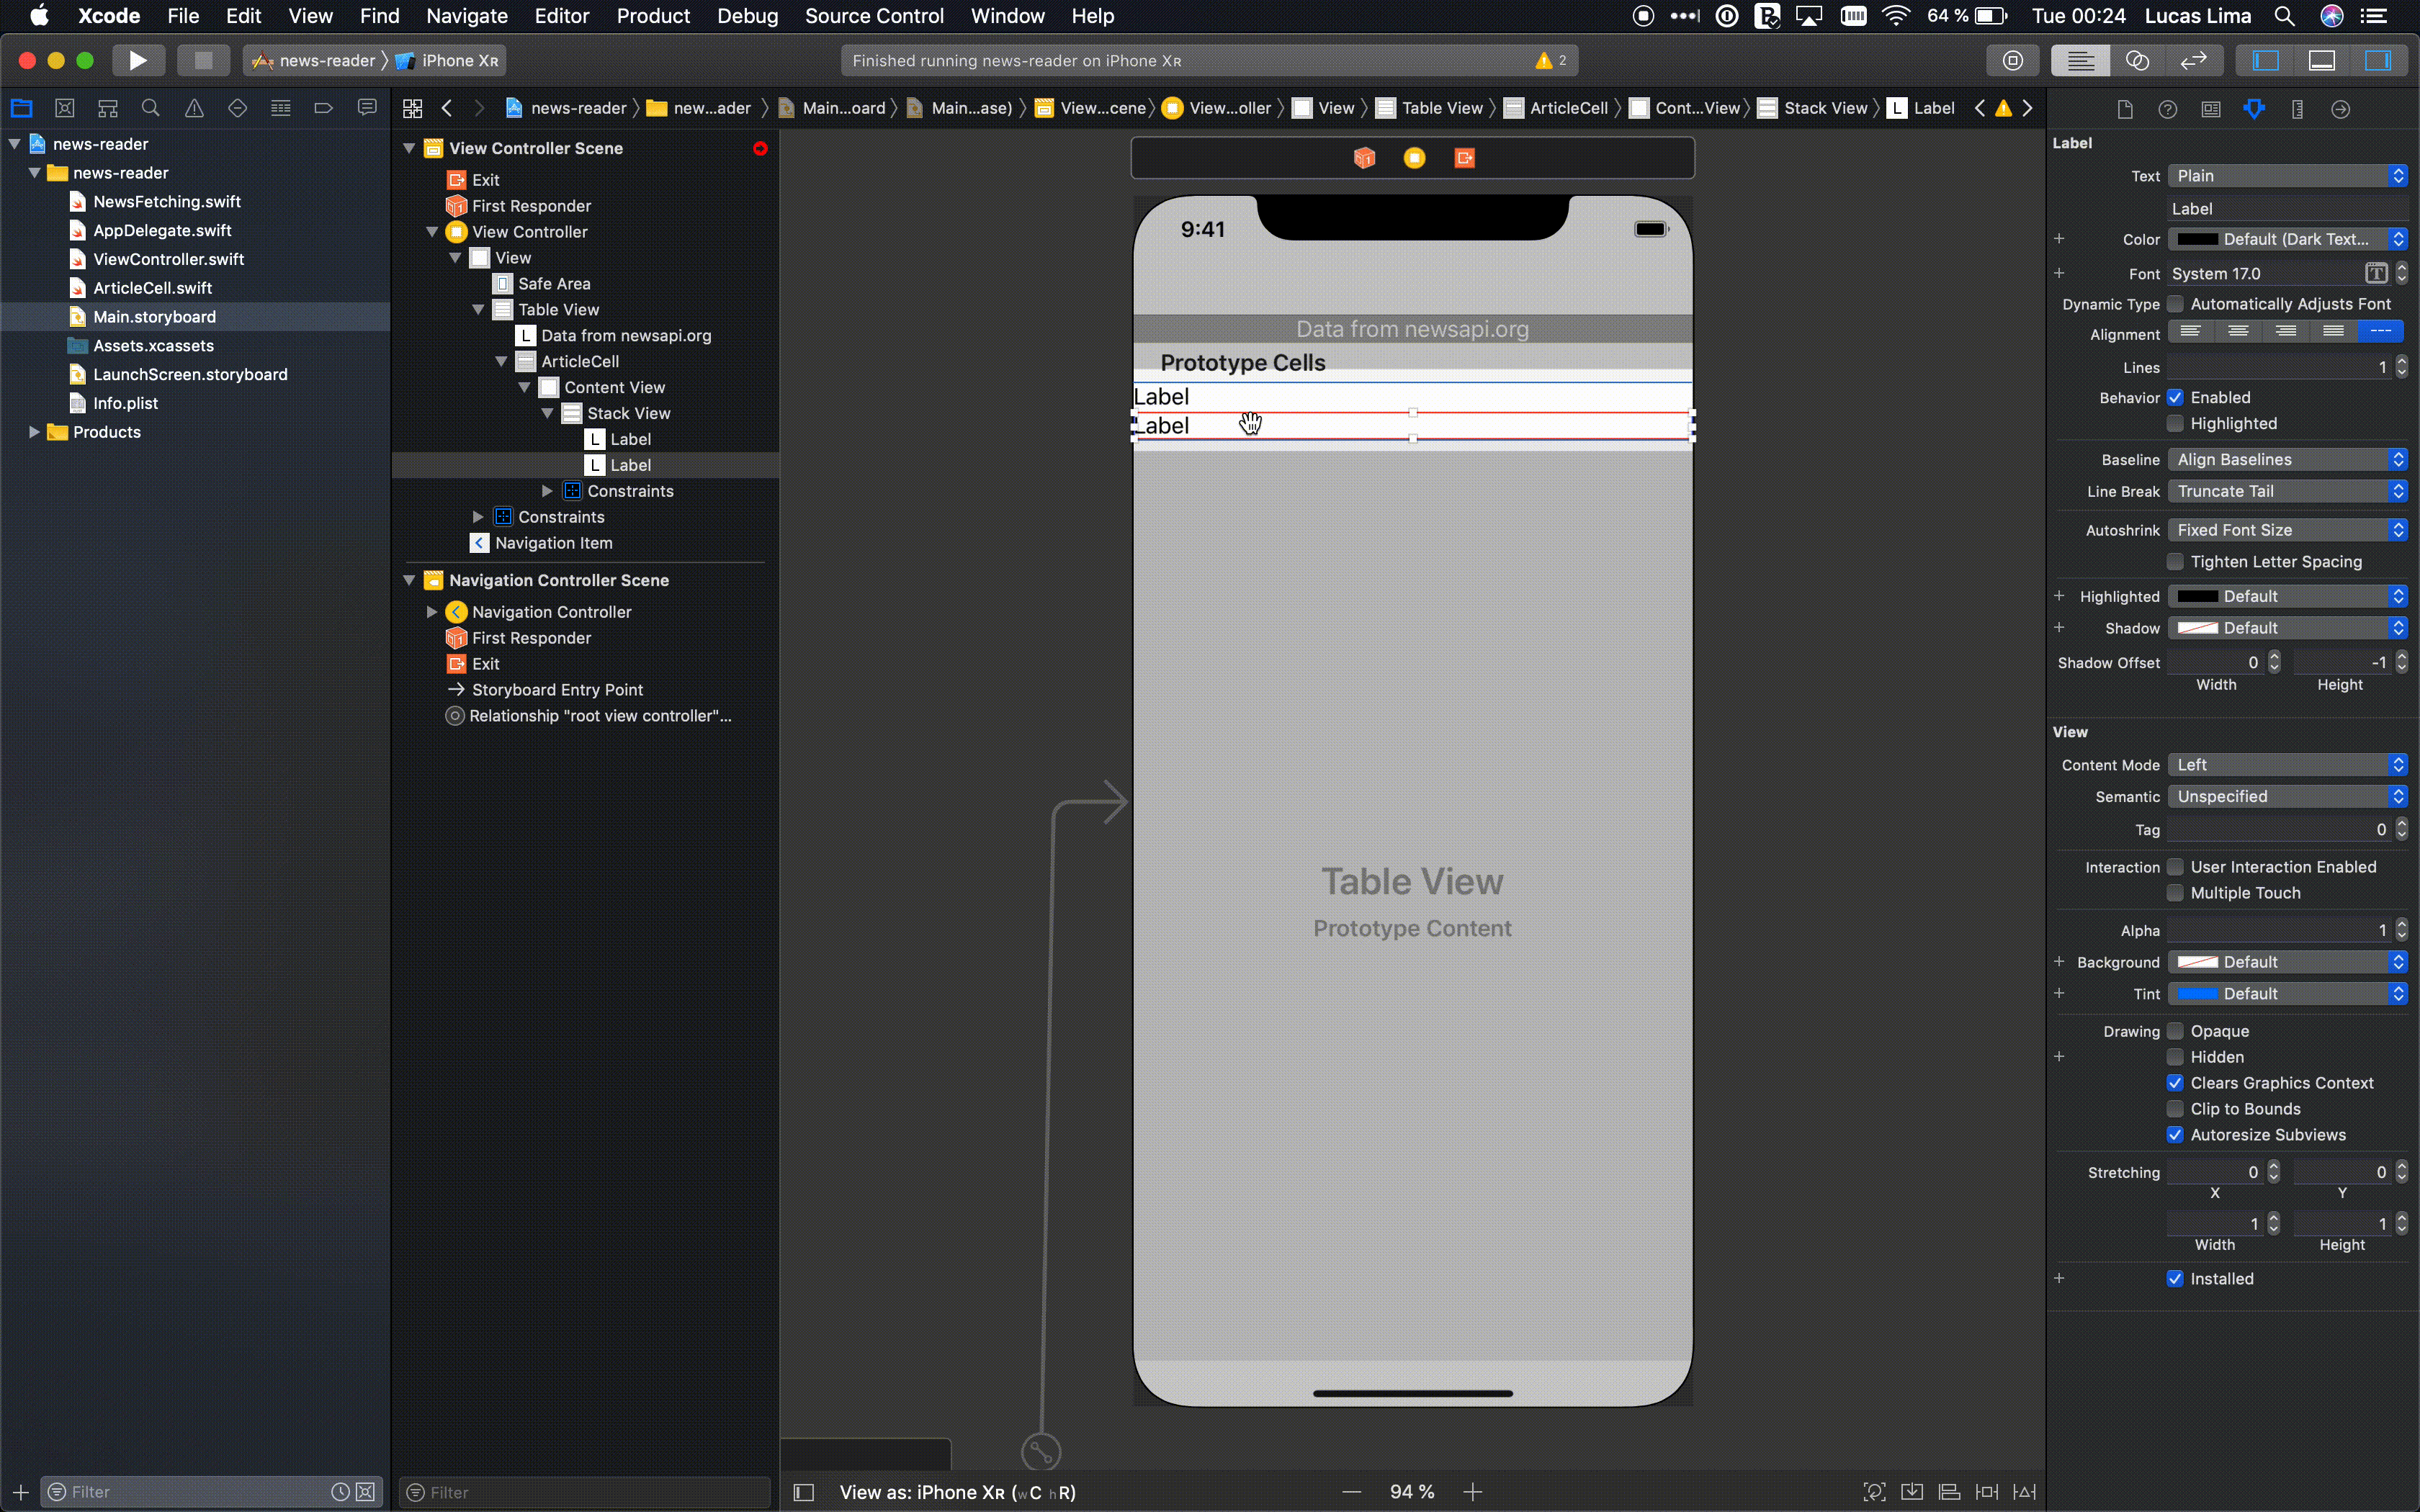 Xcode File Edit View Find Navigate Editor Product Debug Source Control Window Help 64 % Tue 00:24 Lucas Lima
news-reader iPhone XR Finished running news-reader on iPhone XR 2
news-reader new...ader Main...oard Main...ase) View...cene View...oller View Table View ArticleCell Cont...View Stack View L Label
news-reader
news-reader
NewsFetching.swift
AppDelegate.swift
ViewController.swift
ArticleCell.swift
Main.storyboard
Assets.xcassets
LaunchScreen.storyboard
Info.plist
Products
Filter
View Controller Scene
Exit
First Responder
View Controller
View
Safe Area
Table View
L Data from newsapi.org
ArticleCell
Content View
Stack View
L Label
L Label
Constraints
Constraints
Navigation Item
Navigation Controller Scene
Navigation Controller
First Responder
Exit
Storyboard Entry Point
Relationship "root view controller"...
Filter
9:41
Data from newsapi.org
Prototype Cells
Label
Label
Table View
Prototype Content
View as: iPhone XR (wC hR) 94 %
Label
Text Plain
Label
Color Default (Dark Text...
Font System 17.0
Dynamic Type Automatically Adjusts Font
Alignment
Lines 1
Behavior Enabled
Highlighted
Baseline Align Baselines
Line Break Truncate Tail
Autoshrink Fixed Font Size
Tighten Letter Spacing
Highlighted Default
Shadow Default
Shadow Offset 0 -1
Width Height
View
Content Mode Left
Semantic Unspecified
Tag 0
Interaction User Interaction Enabled
Multiple Touch
Alpha 1
Background Default
Tint Default
Drawing Opaque
Hidden
Clears Graphics Context
Clip to Bounds
Autoresize Subviews
Stretching 0 0
X Y
1 1
Width Height
Installed